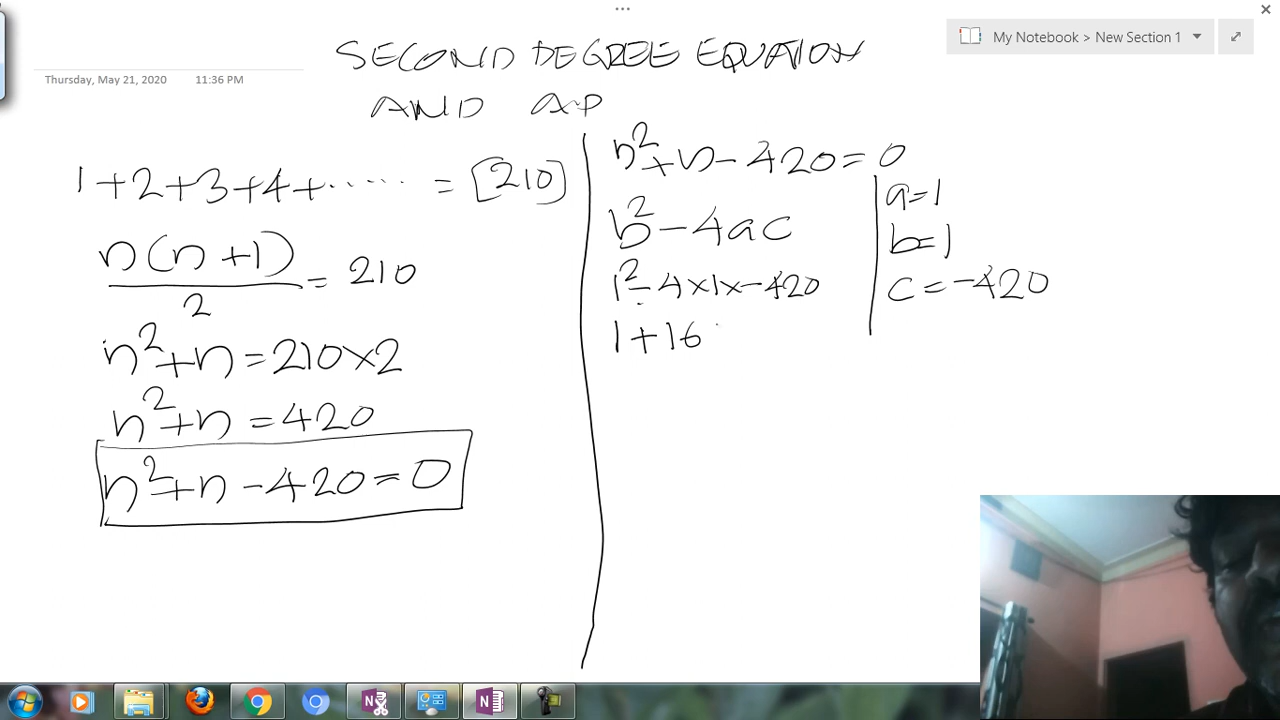 My Notebook > New Section 1
SECOND DEGREE EQUATION
AND AP
Thursday, May 21, 2020 11:36 PM
1+2+3+4+...... = [210]
n(n+1)
/2 = 210
n²+n=210×2
n²+n=420
n²+n-420=0
n²+n-420=0
b²-4ac
1²-4×1×-420
1+16
a=1
b=1
c=-420